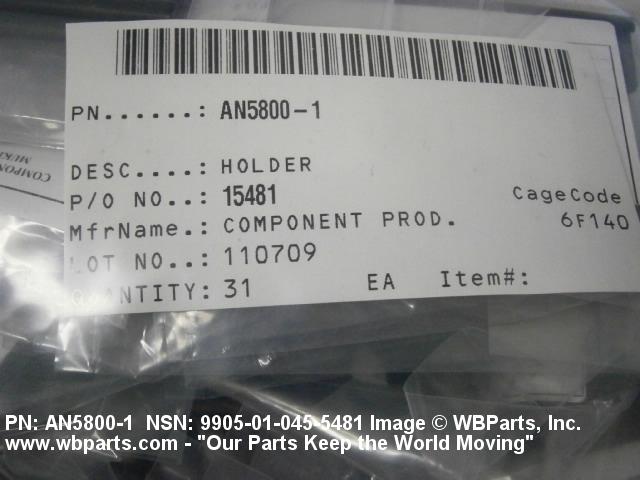 PN......: AN5800-1
DESC....: HOLDER
P/O NO..: 15481 CageCode
MfrName.: COMPONENT PROD. 6F140
LOT NO..: 110709
QUANTITY: 31 EA Item#:
PN: AN5800-1 NSN: 9905-01-045-5481 Image © WBParts, Inc.
www.wbparts.com - "Our Parts Keep the World Moving"